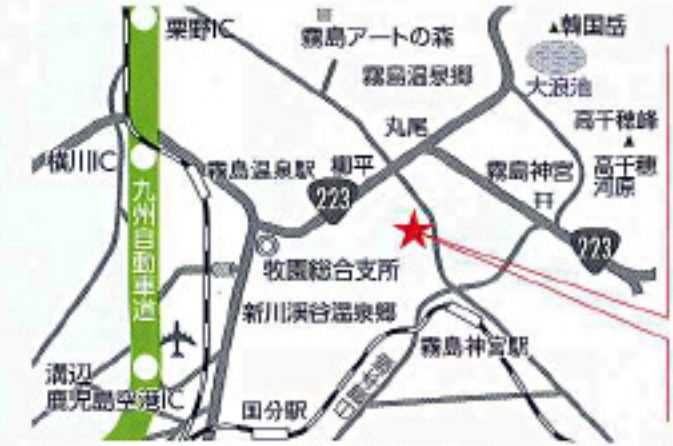 栗野IC
霧島アートの森
▲韓国岳
霧島温泉郷
大浪池
丸尾
高千穂峰
▲
横川IC
霧島温泉駅
柳平
霧島神宮
高千穂
河原
223
九州自動車道
223
牧園総合支所
新川渓谷温泉郷
霧島神宮駅
溝辺
鹿児島空港IC
国分駅
日豊本線